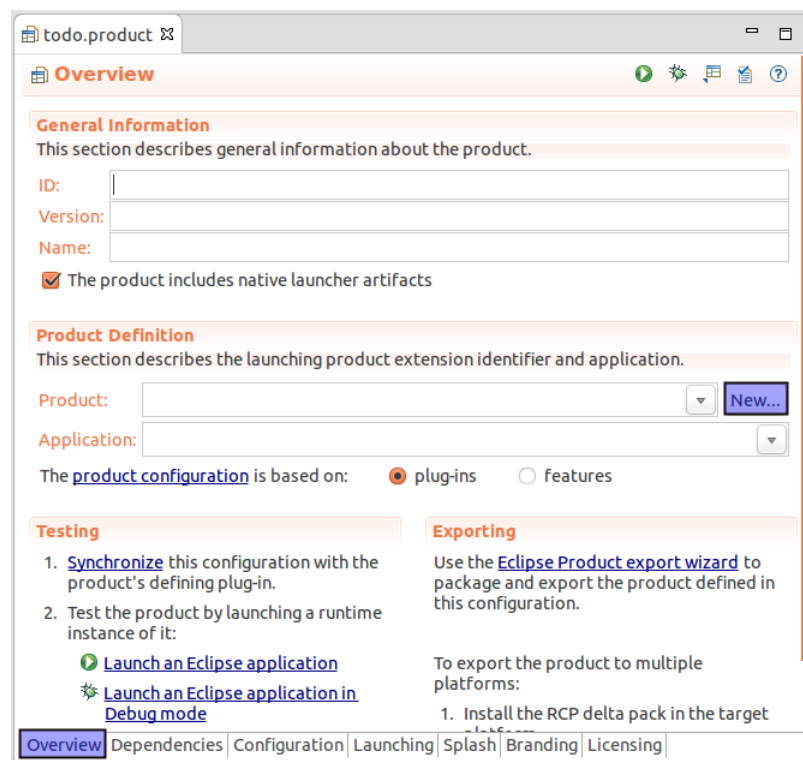 todo.product
Overview
General Information
This section describes general information about the product.
ID:
Version:
Name:
The product includes native launcher artifacts
Product Definition
This section describes the launching product extension identifier and application.
Product:
New...
Application:
The product configuration is based on: plug-ins features
Testing
1. Synchronize this configuration with the
product's defining plug-in.
2. Test the product by launching a runtime
instance of it:
Launch an Eclipse application
Launch an Eclipse application in
Debug mode
Exporting
Use the Eclipse Product export wizard to
package and export the product defined in
this configuration.
To export the product to multiple
platforms:
1. Install the RCP delta pack in the target
Overview Dependencies Configuration Launching Splash Branding Licensing